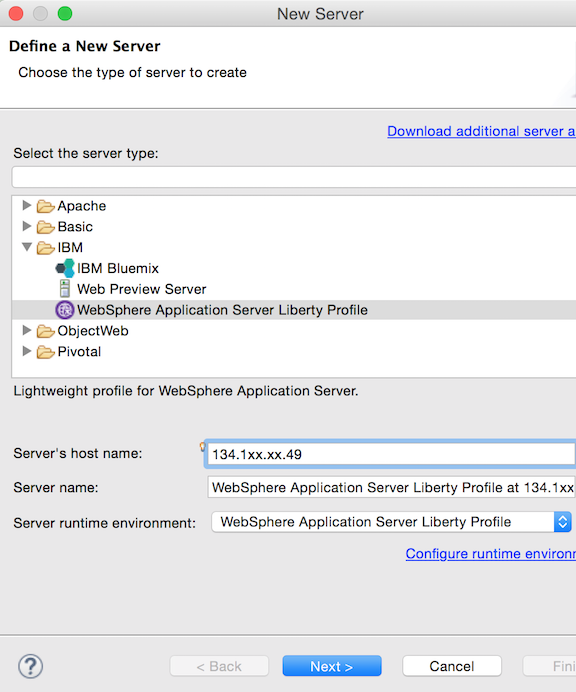 New Server
Define a New Server
Choose the type of server to create
Download additional server a
Select the server type:
Apache
Basic
IBM
IBM Bluemix
Web Preview Server
WebSphere Application Server Liberty Profile
ObjectWeb
Pivotal
Lightweight profile for WebSphere Application Server.
Server's host name: 134.1xx.xx.49
Server name: WebSphere Application Server Liberty Profile at 134.1xx
Server runtime environment: WebSphere Application Server Liberty Profile
Configure runtime environm
? < Back Next > Cancel Fini